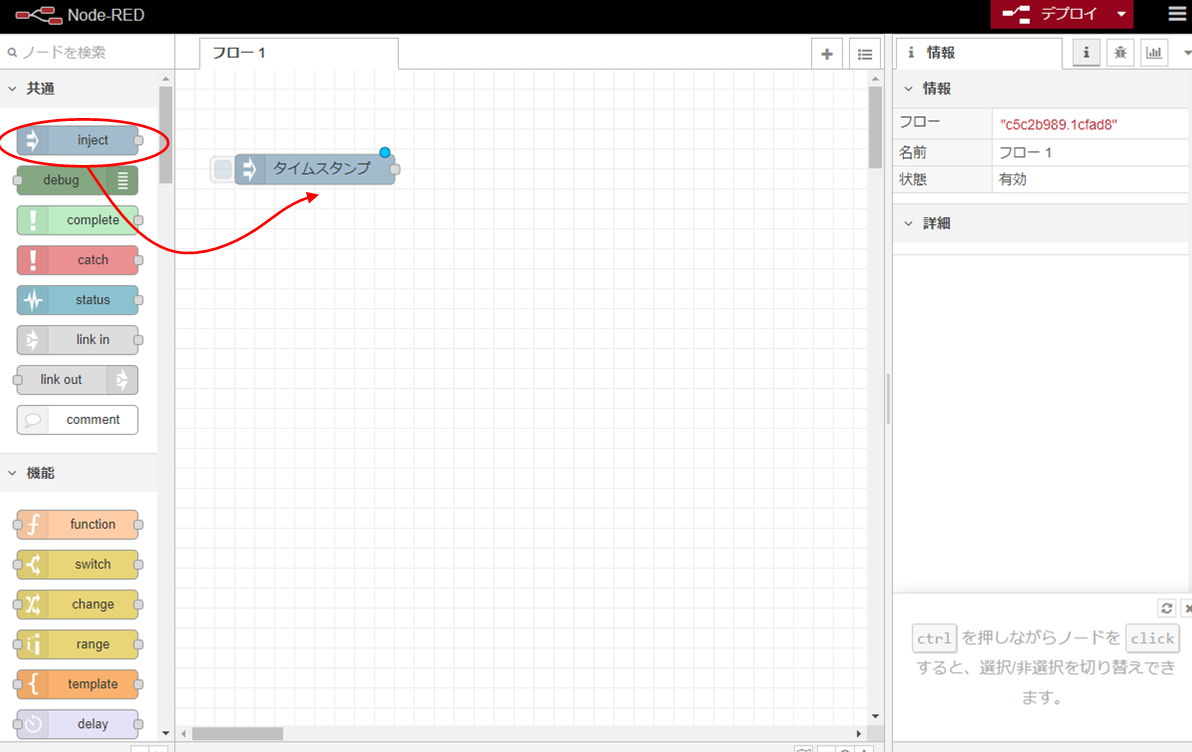 Node-RED
デプロイ
ノードを検索
フロー 1
情報
共通
inject
debug
complete
catch
status
link in
link out
comment
機能
function
switch
change
range
template
delay
タイムスタンプ
情報
フロー "c5c2b989.1cfad8"
名前 フロー 1
状態 有効
詳細
ctrl を押しながらノードを click
すると、選択/非選択を切り替えでき
ます。